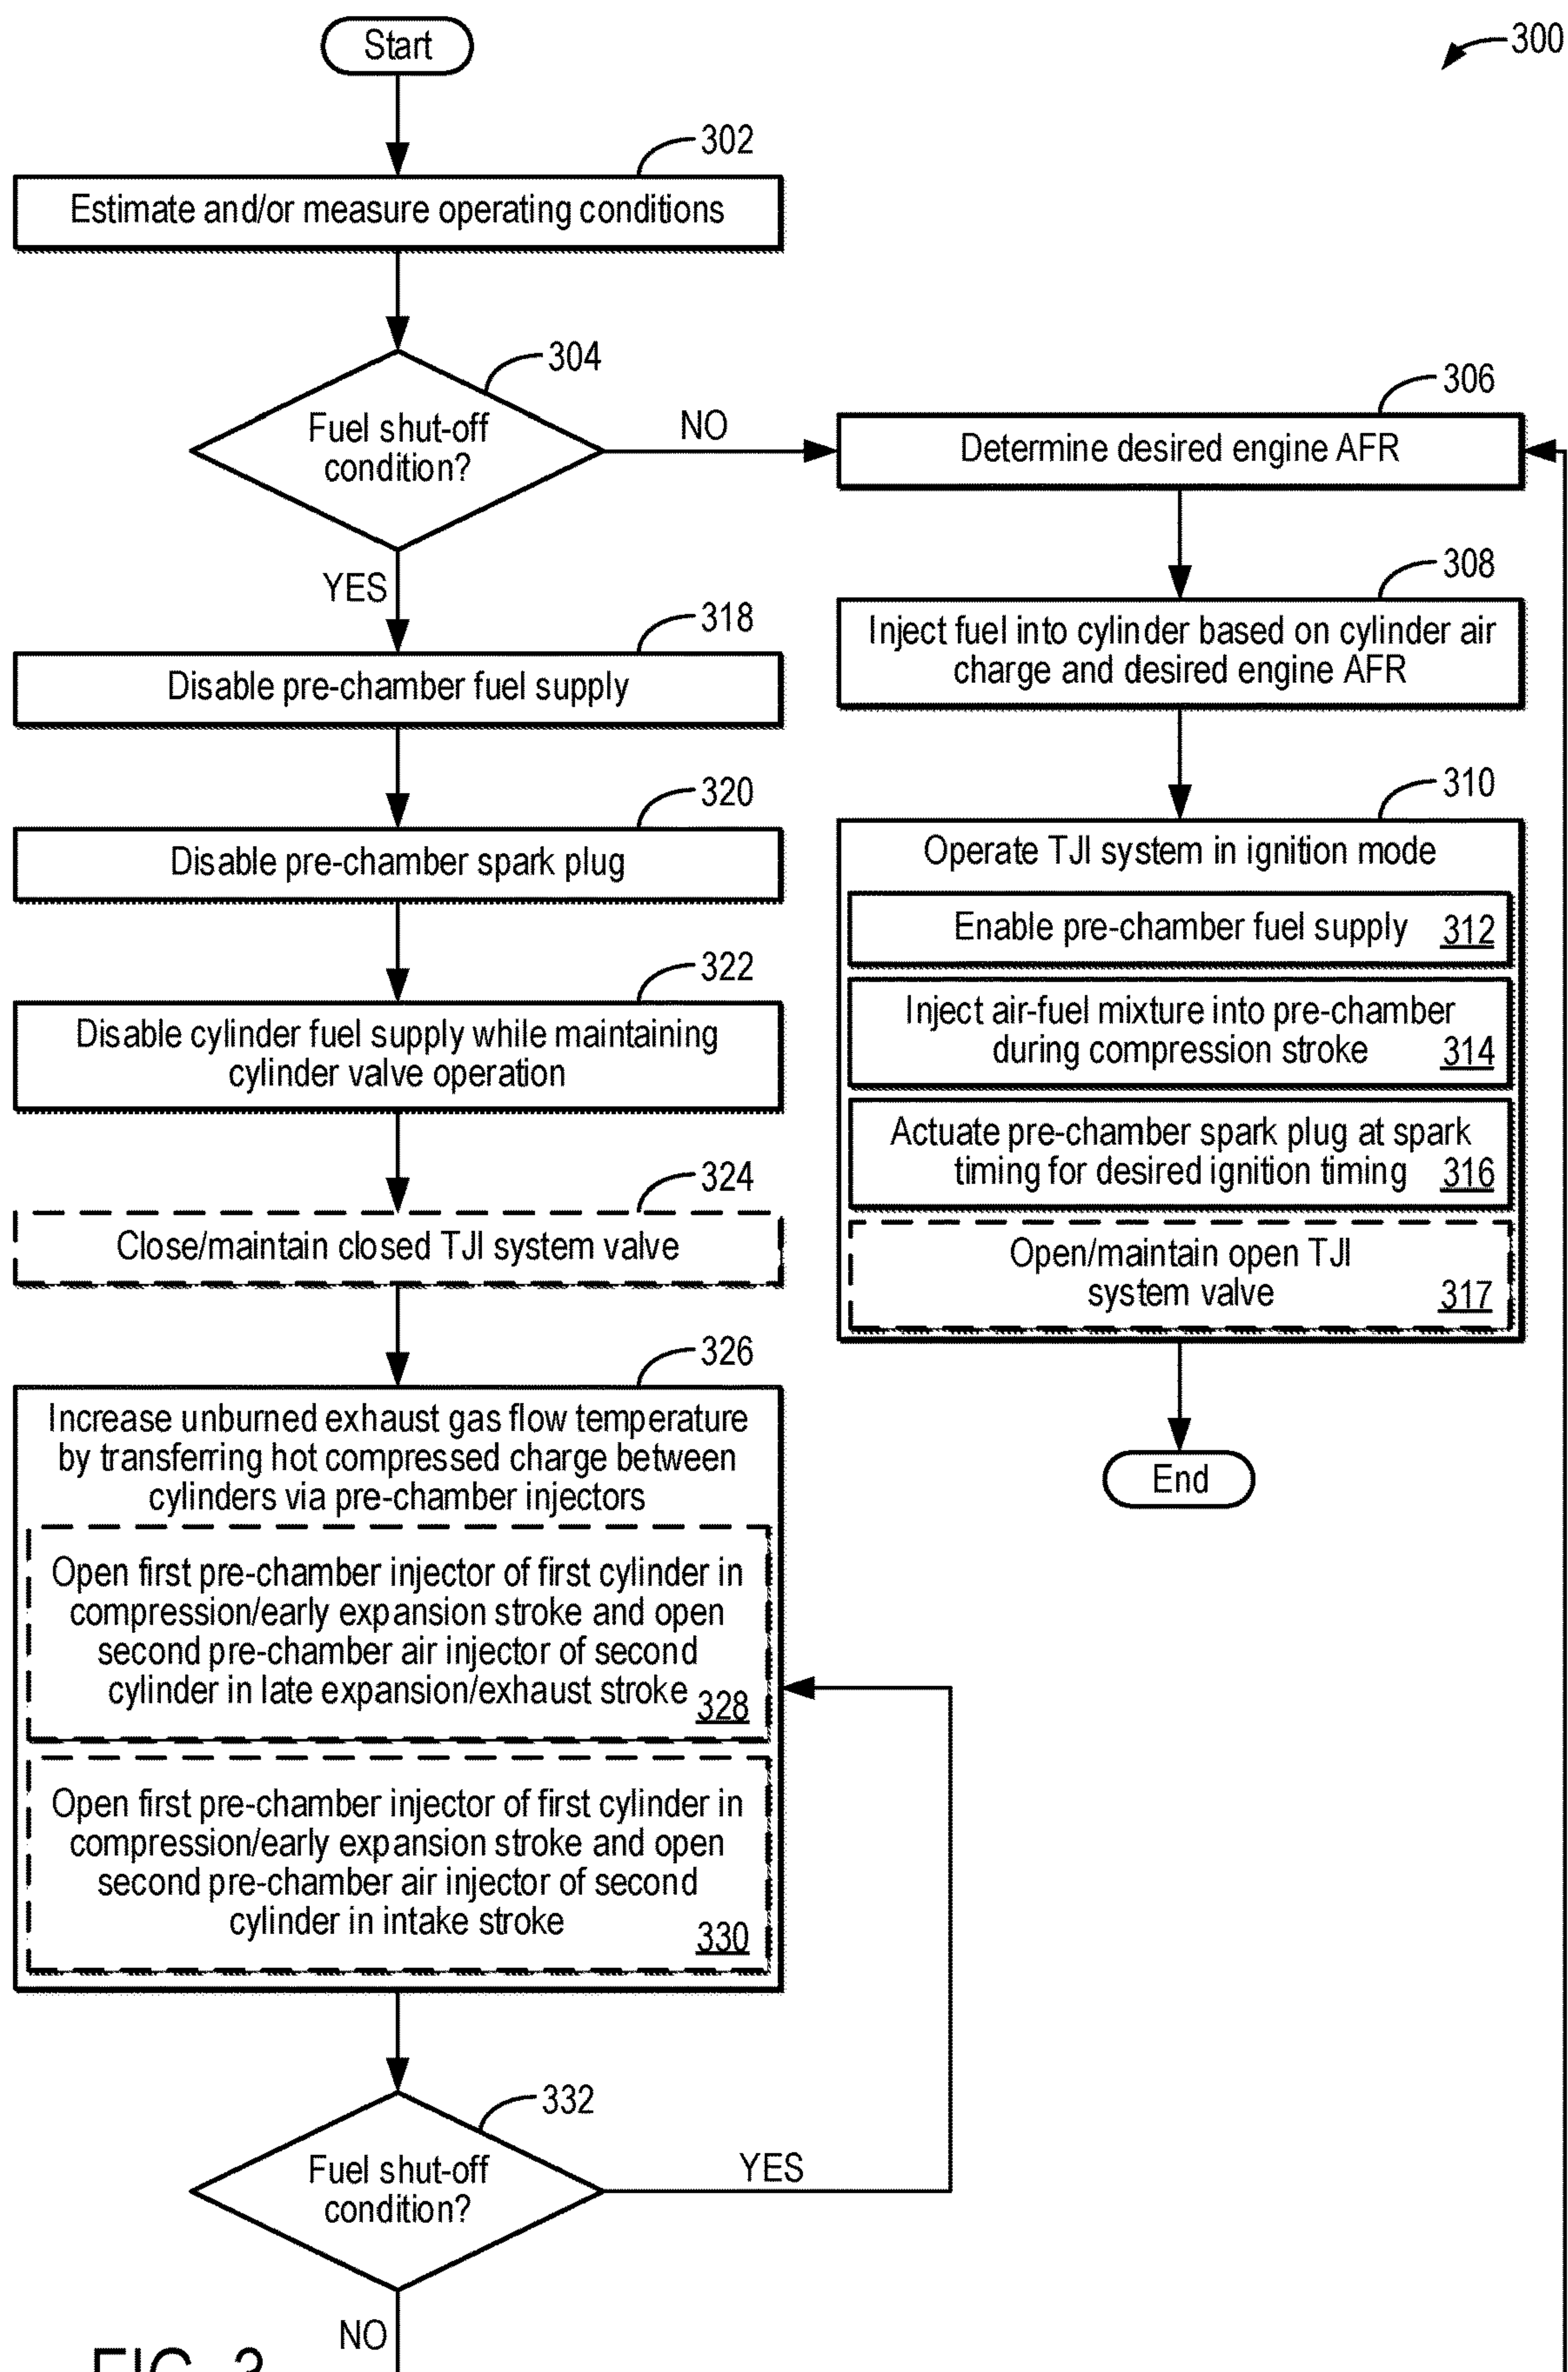 Start
300
302
Estimate and/or measure operating conditions
304
Fuel shut-off
condition?
NO
YES
306
Determine desired engine AFR
308
Inject fuel into cylinder based on cylinder air
charge and desired engine AFR
310
Operate TJI system in ignition mode
Enable pre-chamber fuel supply 312
Inject air-fuel mixture into pre-chamber
during compression stroke 314
Actuate pre-chamber spark plug at spark
timing for desired ignition timing 316
Open/maintain open TJI
system valve 317
End
318
Disable pre-chamber fuel supply
320
Disable pre-chamber spark plug
322
Disable cylinder fuel supply while maintaining
cylinder valve operation
324
Close/maintain closed TJI system valve
326
Increase unburned exhaust gas flow temperature
by transferring hot compressed charge between
cylinders via pre-chamber injectors
Open first pre-chamber injector of first cylinder in
compression/early expansion stroke and open
second pre-chamber air injector of second
cylinder in late expansion/exhaust stroke 328
Open first pre-chamber injector of first cylinder in
compression/early expansion stroke and open
second pre-chamber air injector of second
cylinder in intake stroke 330
332
Fuel shut-off
condition?
YES
NO
FIG. 3